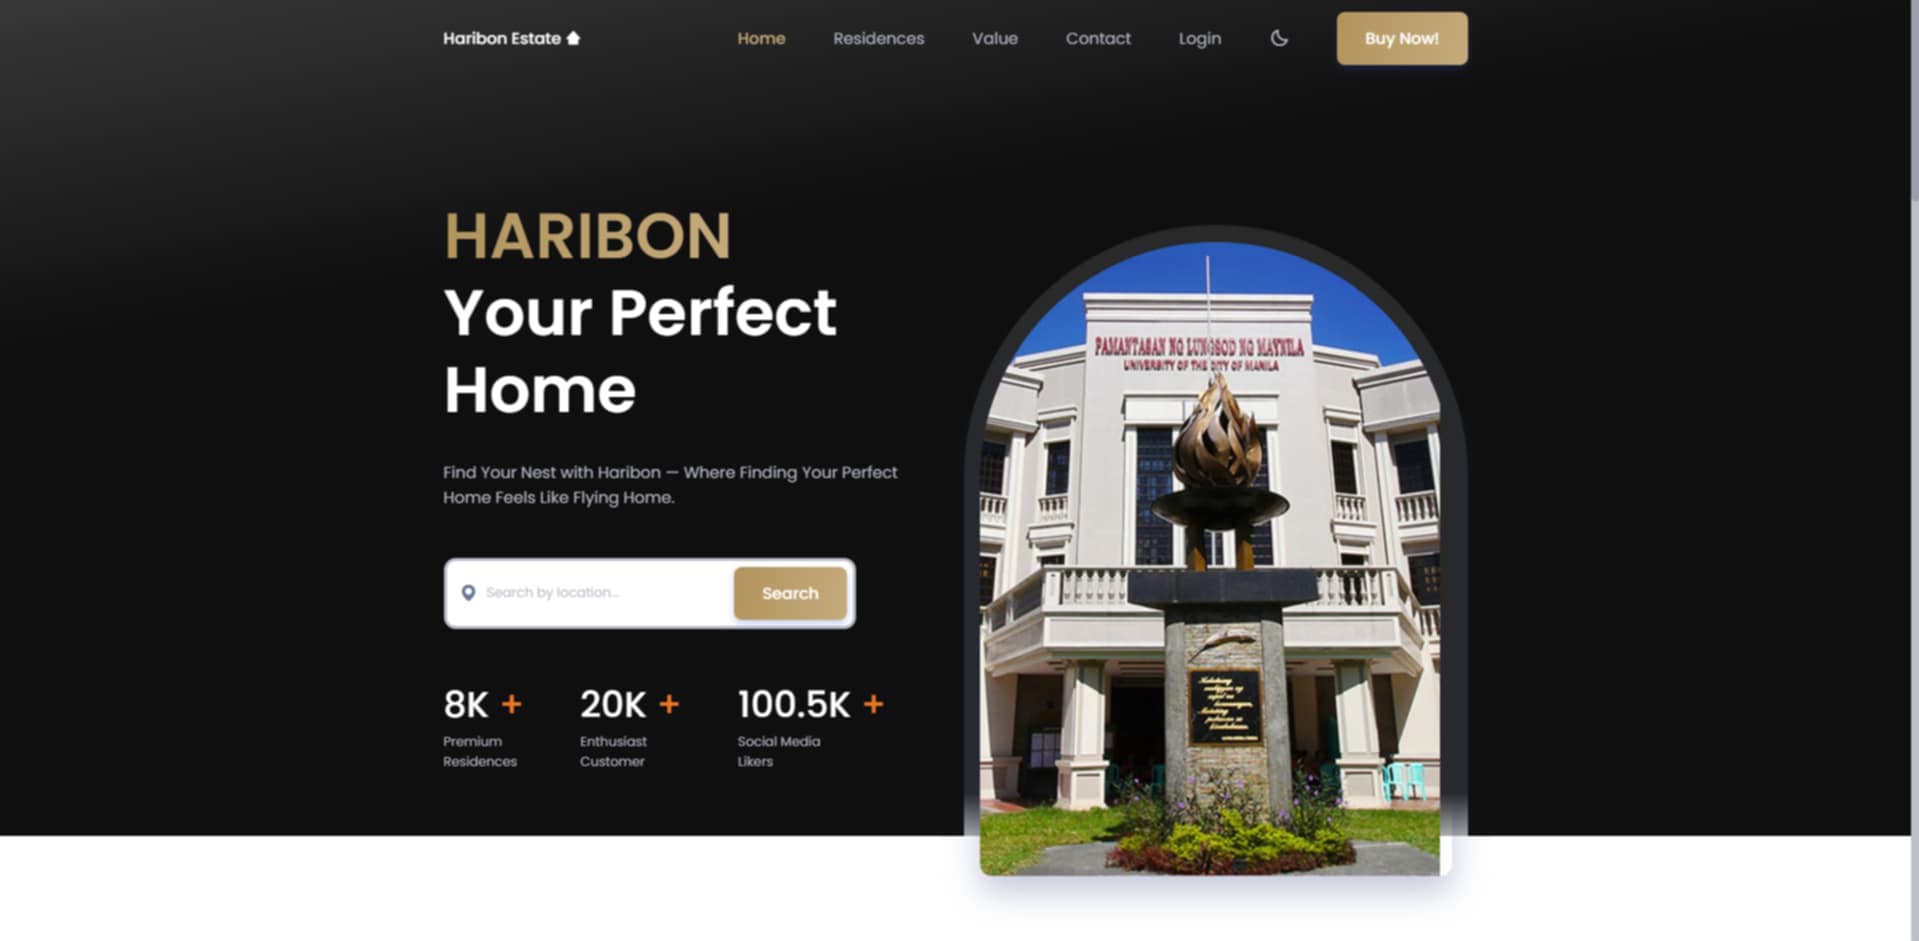 Haribon Estate
Home
Residences
Value
Contact
Login
Buy Now!
HARIBON
Your Perfect
Home
Find Your Nest with Haribon — Where Finding Your Perfect
Home Feels Like Flying Home.
Search by location...
Search
8K +
20K +
100.5K +
Premium
Residences
Enthusiast
Customer
Social Media
Likers
PAMANTASAN NG LUNGSOD NG MAYNILA
UNIVERSITY OF THE CITY OF MANILA